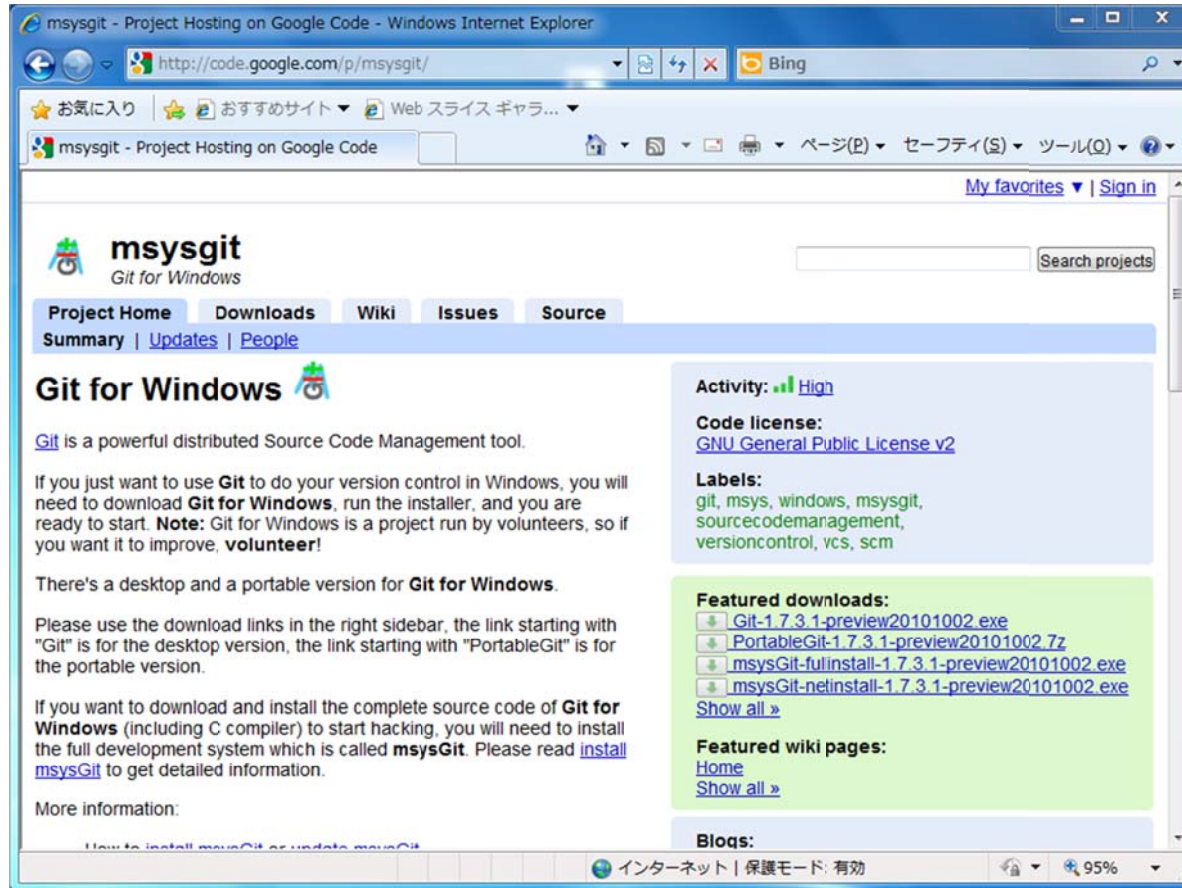 msysgit - Project Hosting on Google Code - Windows Internet Explorer
http://code.google.com/p/msysgit/
Bing
お気に入り おすすめサイト Web スライス ギャラ...
msysgit - Project Hosting on Google Code
ページ(P) セーフティ(S) ツール(O)
My favorites ▼ | Sign in
msysgit
Git for Windows
Search projects
Project Home Downloads Wiki Issues Source
Summary | Updates | People
Git for Windows
Git is a powerful distributed Source Code Management tool.
If you just want to use Git to do your version control in Windows, you will
need to download Git for Windows, run the installer, and you are
ready to start. Note: Git for Windows is a project run by volunteers, so if
you want it to improve, volunteer!
There's a desktop and a portable version for Git for Windows.
Please use the download links in the right sidebar, the link starting with
"Git" is for the desktop version, the link starting with "PortableGit" is for
the portable version.
If you want to download and install the complete source code of Git for
Windows (including C compiler) to start hacking, you will need to install
the full development system which is called msysGit. Please read install
msysGit to get detailed information.
More information:
How to install msysGit or update msysGit
Activity: High
Code license:
GNU General Public License v2
Labels:
git, msys, windows, msysgit,
sourcecodemanagement,
versioncontrol, vcs, scm
Featured downloads:
Git-1.7.3.1-preview20101002.exe
PortableGit-1.7.3.1-preview20101002.7z
msysGit-fullinstall-1.7.3.1-preview20101002.exe
msysGit-netinstall-1.7.3.1-preview20101002.exe
Show all »
Featured wiki pages:
Home
Show all »
Blogs:
インターネット | 保護モード: 有効
95%